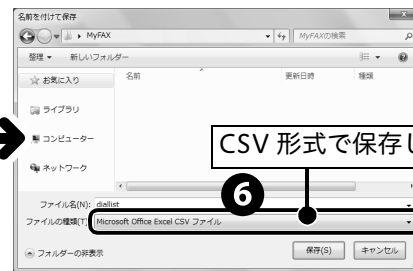 名前を付けて保存
MyFAX
MyFAXの検索
整理 新しいフォルダー
お気に入り
名前 更新日時 種類
ライブラリ
コンピューター
ネットワーク
CSV 形式で保存し
6
ファイル名(N): diallist
ファイルの種類(T): Microsoft Office Excel CSV ファイル
フォルダーの非表示
保存(S) キャンセル